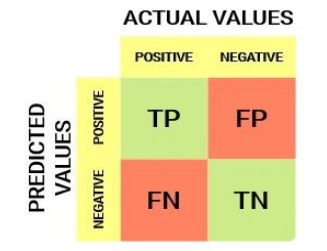 ACTUAL VALUES
POSITIVE NEGATIVE
PREDICTED
VALUES
POSITIVE
TP FP
NEGATIVE
FN TN